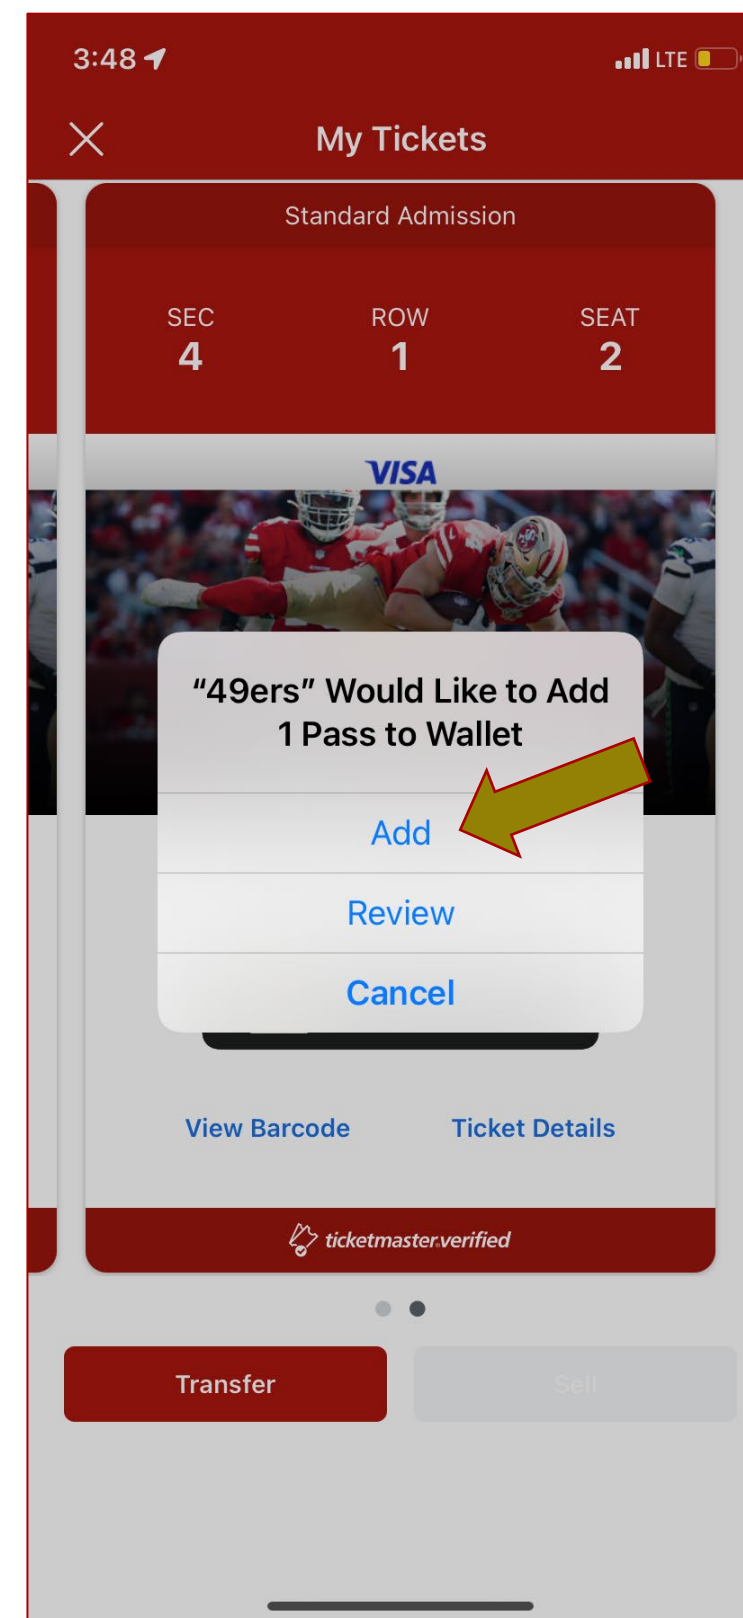 3:48
LTE
My Tickets
Standard Admission
SEC ROW SEAT
4 1 2
VISA
“49ers” Would Like to Add
1 Pass to Wallet
Add
Review
Cancel
View Barcode Ticket Details
ticketmaster.verified
Transfer Sell